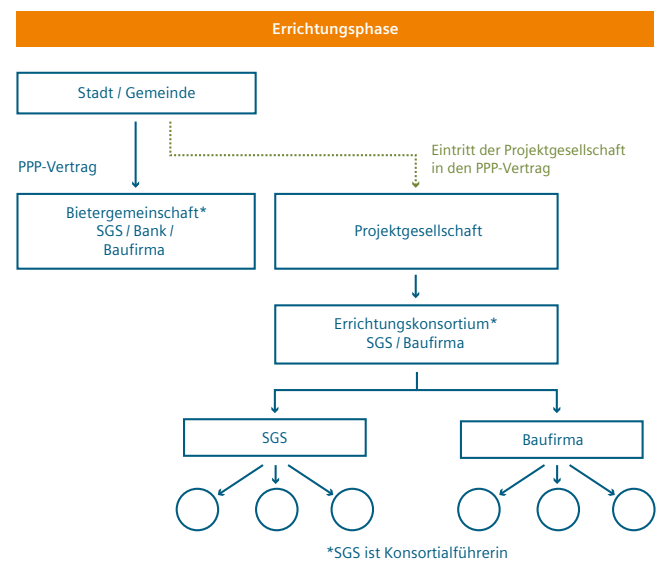 Errichtungsphase
Stadt / Gemeinde
PPP-Vertrag
Eintritt der Projektgesellschaft
in den PPP-Vertrag
Bietergemeinschaft*
SGS / Bank /
Baufirma
Projektgesellschaft
Errichtungskonsortium*
SGS / Baufirma
SGS
Baufirma
*SGS ist Konsortialführerin